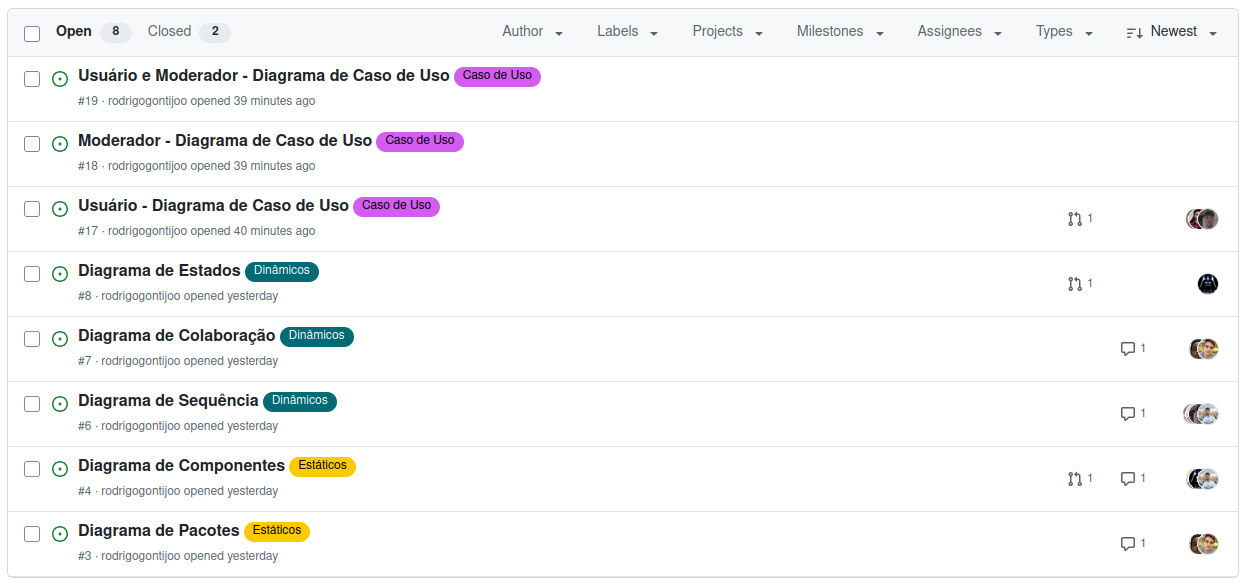 Open 8 Closed 2 Author Labels Projects Milestones Assignees Types Newest
Usuário e Moderador - Diagrama de Caso de Uso Caso de Uso
#19 · rodrigogontijoo opened 39 minutes ago
Moderador - Diagrama de Caso de Uso Caso de Uso
#18 · rodrigogontijoo opened 39 minutes ago
Usuário - Diagrama de Caso de Uso Caso de Uso
1
#17 · rodrigogontijoo opened 40 minutes ago
Diagrama de Estados Dinâmicos
1
#8 · rodrigogontijoo opened yesterday
Diagrama de Colaboração Dinâmicos
1
#7 · rodrigogontijoo opened yesterday
Diagrama de Sequência Dinâmicos
1
#6 · rodrigogontijoo opened yesterday
Diagrama de Componentes Estáticos
1 1
#4 · rodrigogontijoo opened yesterday
Diagrama de Pacotes Estáticos
1
#3 · rodrigogontijoo opened yesterday